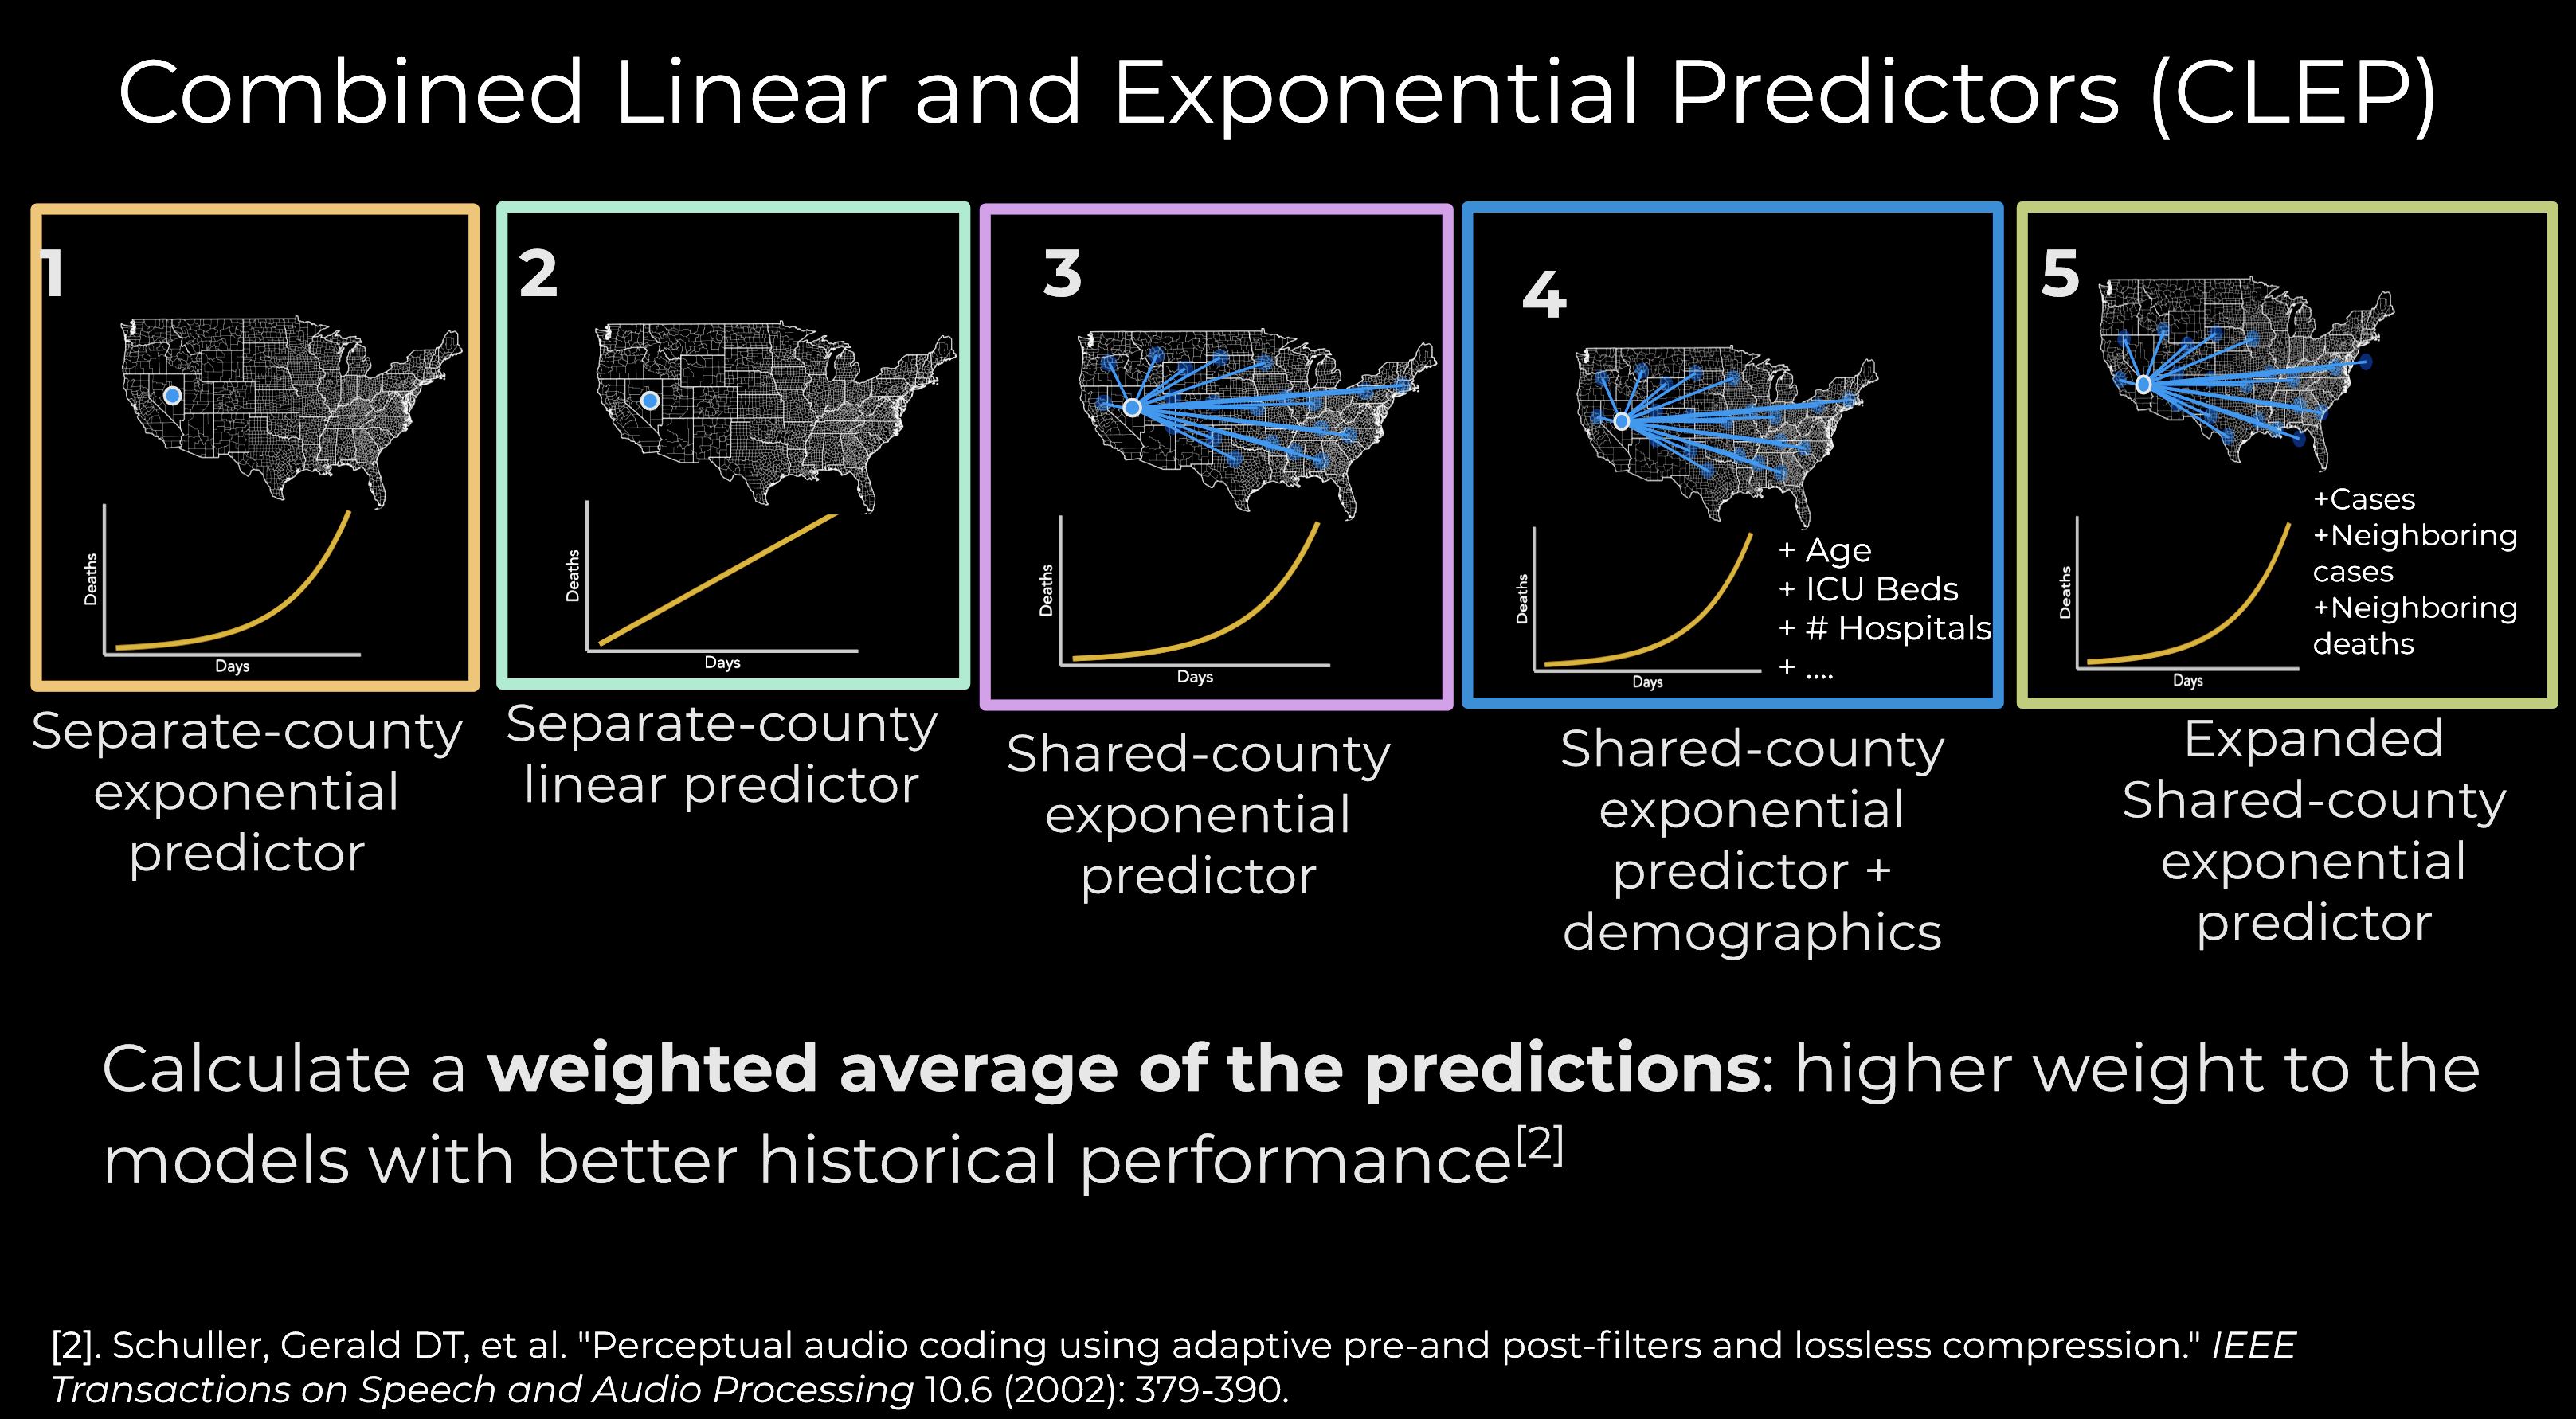 Combined Linear and Exponential Predictors (CLEP)
1
Deaths
Days
Separate-county
exponential
predictor
2
Deaths
Days
Separate-county
linear predictor
3
Deaths
Days
Shared-county
exponential
predictor
4
Deaths
Days
+ Age
+ ICU Beds
+ # Hospitals
+ ....
Shared-county
exponential
predictor +
demographics
5
Deaths
Days
+Cases
+Neighboring
cases
+Neighboring
deaths
Expanded
Shared-county
exponential
predictor
Calculate a weighted average of the predictions: higher weight to the
models with better historical performance[2]
[2]. Schuller, Gerald DT, et al. "Perceptual audio coding using adaptive pre-and post-filters and lossless compression." IEEE
Transactions on Speech and Audio Processing 10.6 (2002): 379-390.